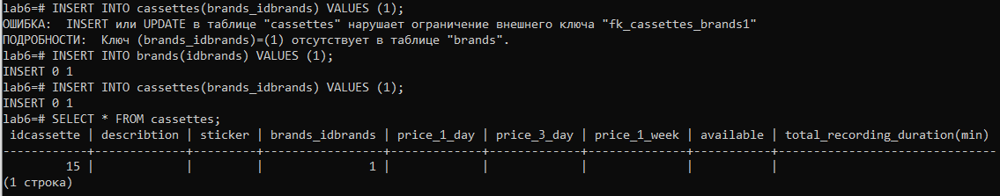 lab6=# INSERT INTO cassettes(brands_idbrands) VALUES (1);
ОШИБКА:  INSERT или UPDATE в таблице "cassettes" нарушает ограничение внешнего ключа "fk_cassettes_brands1"
ПОДРОБНОСТИ:  Ключ (brands_idbrands)=(1) отсутствует в таблице "brands".
lab6=# INSERT INTO brands(idbrands) VALUES (1);
INSERT 0 1
lab6=# INSERT INTO cassettes(brands_idbrands) VALUES (1);
INSERT 0 1
lab6=# SELECT * FROM cassettes;
 idcassette | describtion | sticker | brands_idbrands | price_1_day | price_3_day | price_1_week | available | total_recording_duration(min)
------------+-------------+---------+-----------------+-------------+-------------+--------------+-----------+-------------------------------
         15 |             |         |               1 |             |             |              |           |
(1 строка)